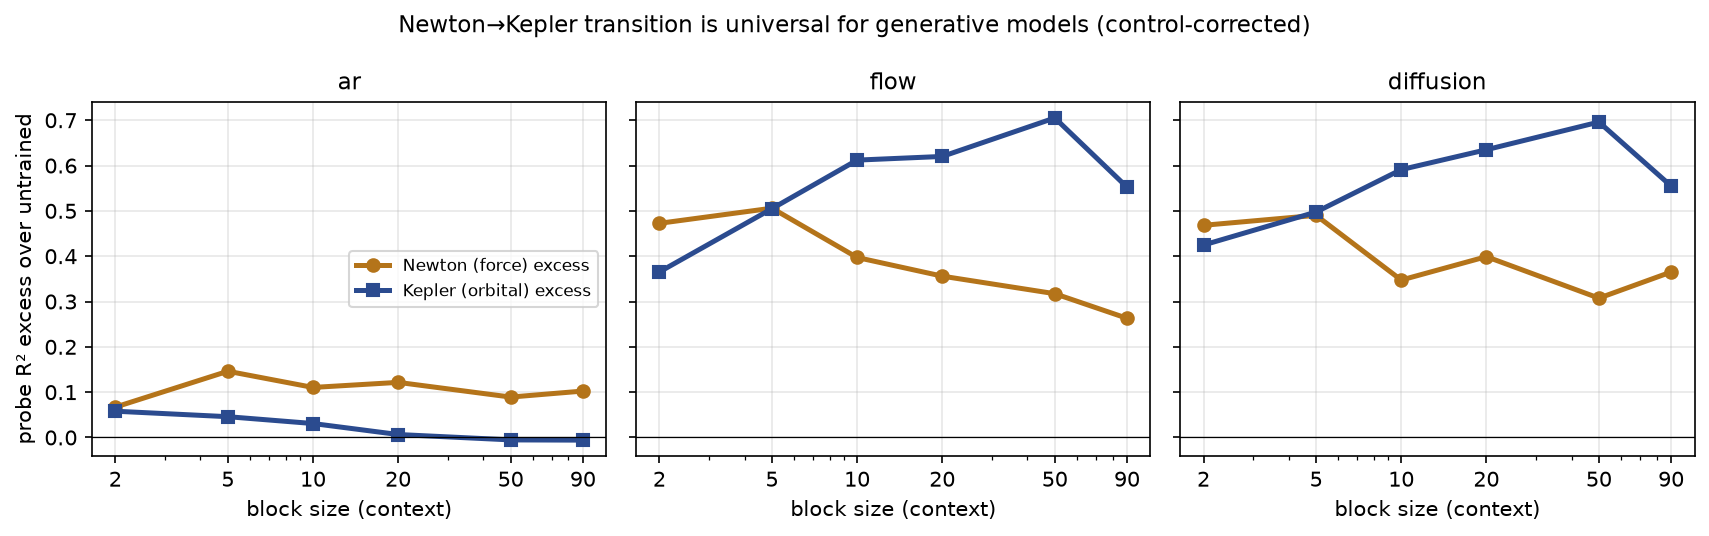 Newton→Kepler transition is universal for generative models (control-corrected)
ar
flow
diffusion
probe R² excess over untrained
0.7
0.6
0.5
0.4
0.3
0.2
0.1
0.0
Newton (force) excess
Kepler (orbital) excess
2 5 10 20 50 90
2 5 10 20 50 90
2 5 10 20 50 90
block size (context)
block size (context)
block size (context)